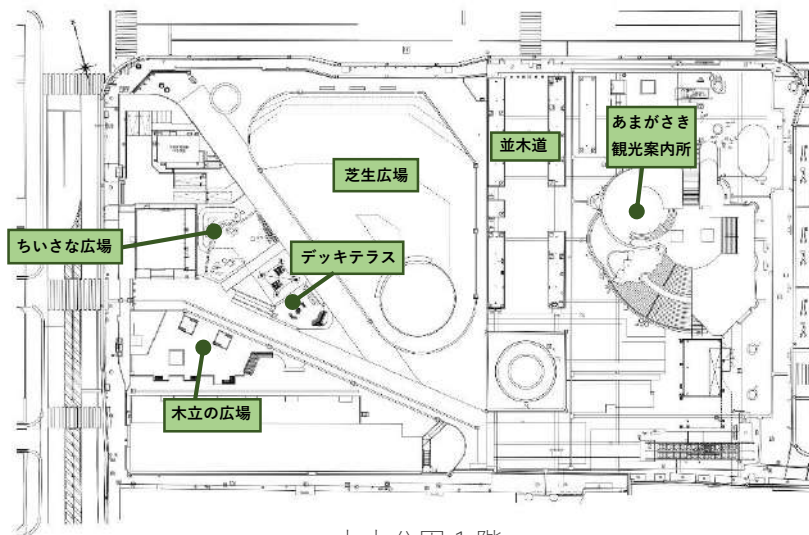 あまがさき
観光案内所
並木道
芝生広場
ちいさな広場
デッキテラス
木立の広場